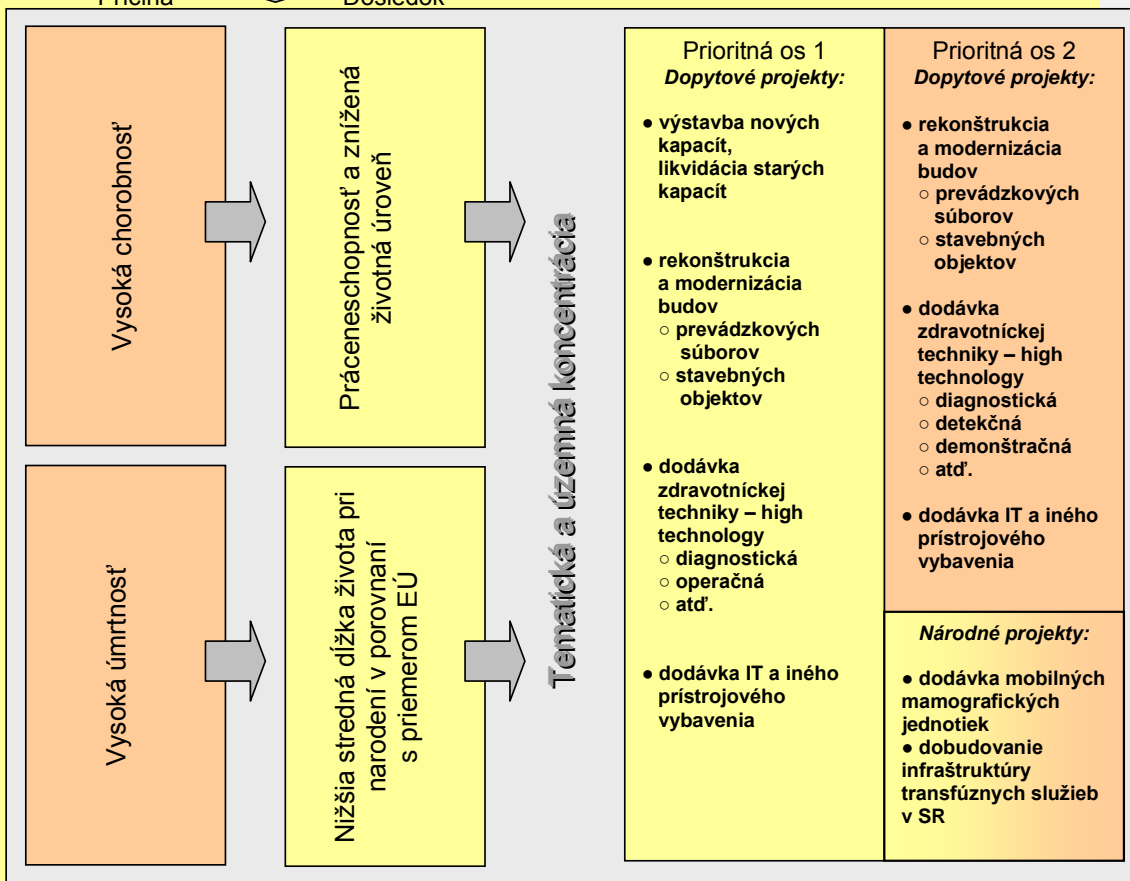 Príčina
Dôsledok
Vysoká chorobnosť
Práceneschopnosť a znížená
životná úroveň
Vysoká úmrtnosť
Nižšia stredná dĺžka života pri
narodení v porovnaní
s priemerom EÚ
Tematická a územná koncentrácia
Prioritná os 1
Dopytové projekty:
● výstavba nových
kapacít,
likvidácia starých
kapacít
● rekonštrukcia
a modernizácia
budov
○ prevádzkových
súborov
○ stavebných
objektov
● dodávka
zdravotníckej
techniky – high
technology
○ diagnostická
○ operačná
○ atď.
● dodávka IT a iného
prístrojového
vybavenia
Prioritná os 2
Dopytové projekty:
● rekonštrukcia
a modernizácia
budov
○ prevádzkových
súborov
○ stavebných
objektov
● dodávka
zdravotníckej
techniky – high
technology
○ diagnostická
○ detekčná
○ demonštračná
○ atď.
● dodávka IT a iného
prístrojového
vybavenia
Národné projekty:
● dodávka mobilných
mamografických
jednotiek
● dobudovanie
infraštruktúry
transfúznych služieb
v SR